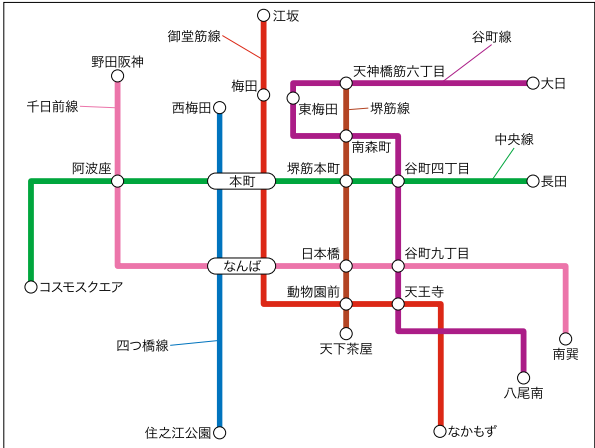 江坂
御堂筋線
谷町線
野田阪神
天神橋筋六丁目
梅田
大日
千日前線
西梅田
東梅田
堺筋線
南森町
中央線
阿波座
本町
堺筋本町
谷町四丁目
長田
なんば
日本橋
谷町九丁目
コスモスクエア
動物園前
天王寺
四つ橋線
天下茶屋
南巽
八尾南
住之江公園
なかもず